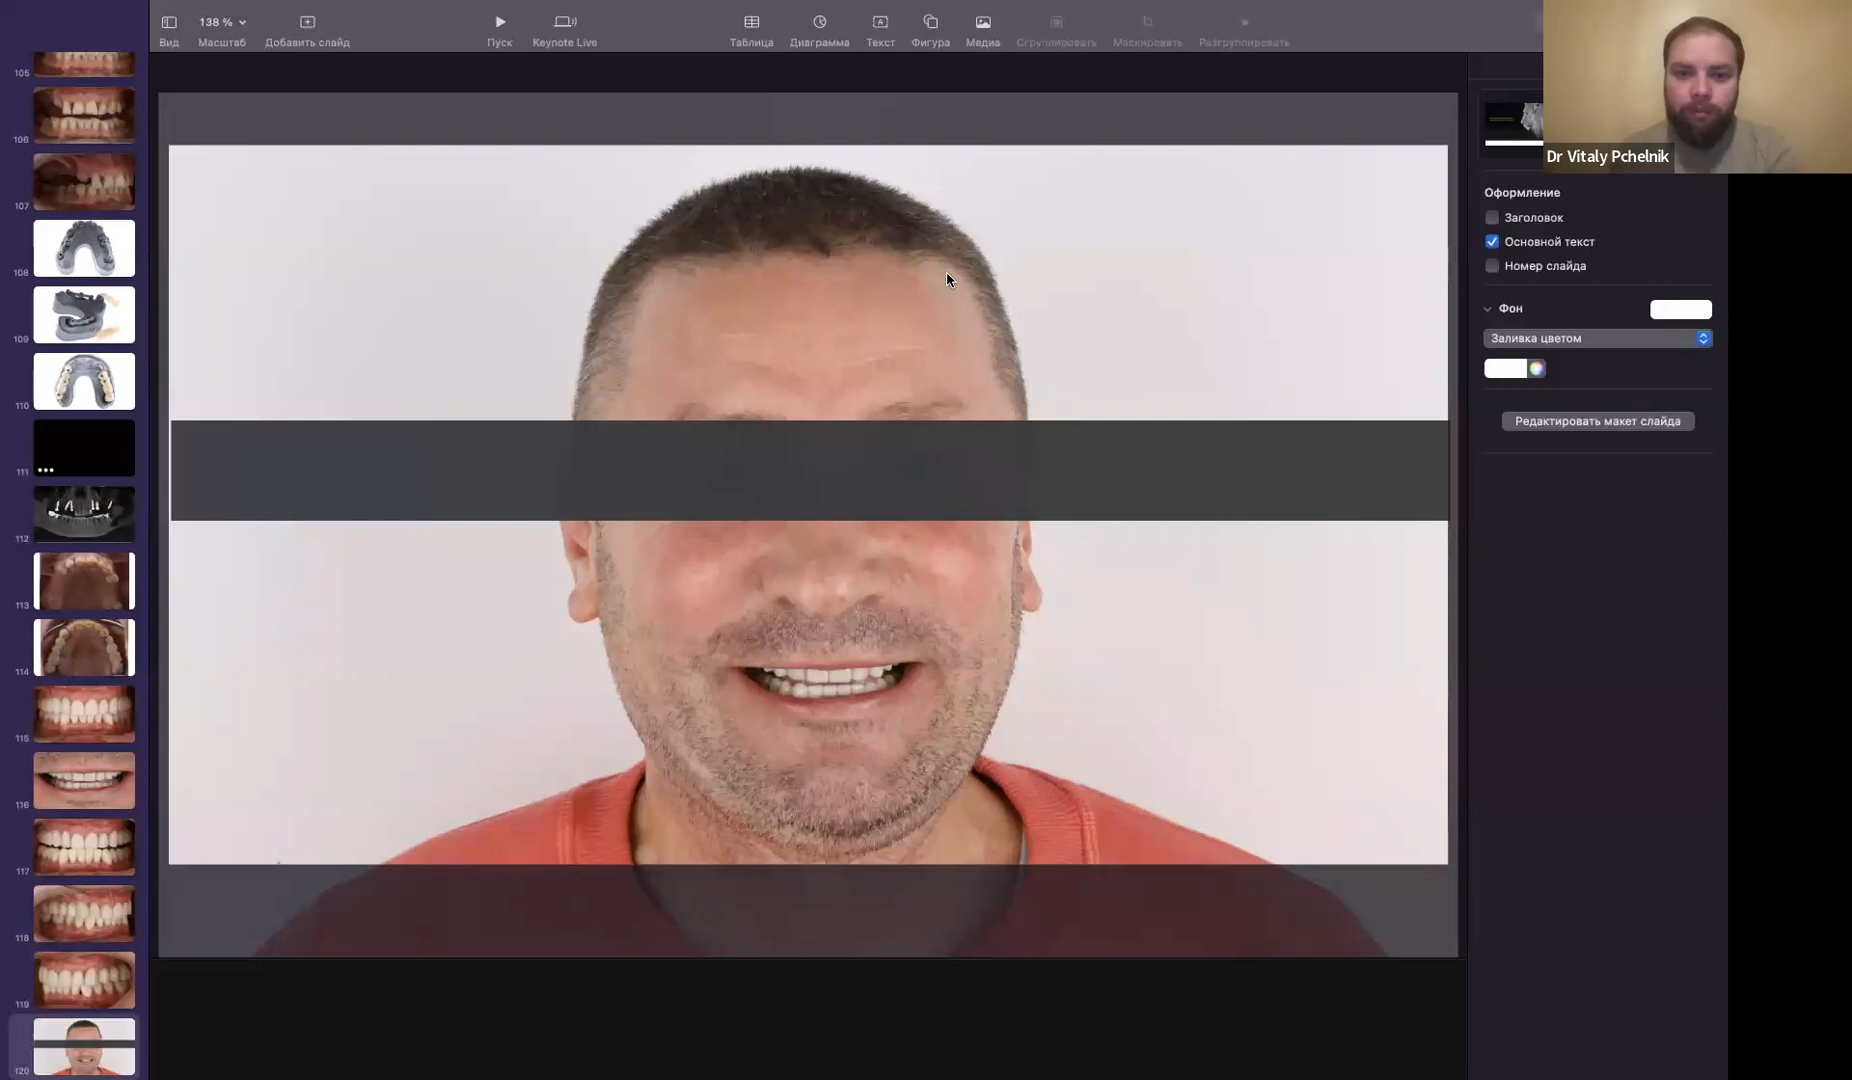 138 %
Вид
Масштаб
Добавить слайд
Пуск
Keynote Live
Таблица
Диаграмма
Текст
Фигура
Медиа
Сгруппировать
Маскировать
Разгруппировать
Dr Vitaly Pchelnik
Оформление
Заголовок
Основной текст
Номер слайда
Фон
Заливка цветом
Редактировать макет слайда
105
106
107
108
109
110
111
112
113
114
115
116
117
118
119
120